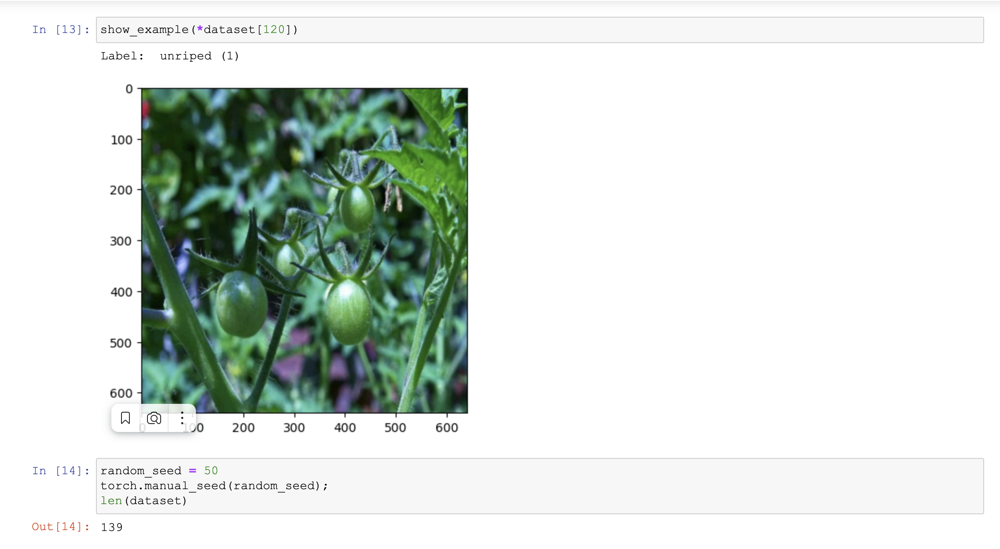 In [13]: show_example(*dataset[120])
Label:  unriped (1)
0
100
200
300
400
500
600
0 100 200 300 400 500 600
In [14]: random_seed = 50
torch.manual_seed(random_seed);
len(dataset)
Out[14]: 139